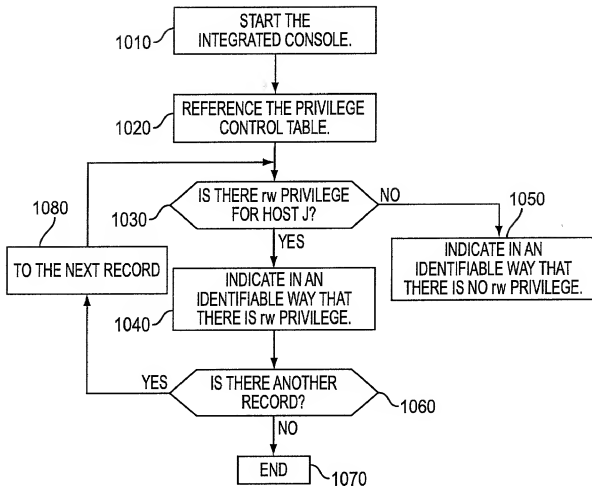 1010
START THE
INTEGRATED CONSOLE.
1020
REFERENCE THE PRIVILEGE
CONTROL TABLE.
1030
IS THERE rw PRIVILEGE
FOR HOST J?
NO
YES
1050
INDICATE IN AN
IDENTIFIABLE WAY THAT
THERE IS NO rw PRIVILEGE.
1080
TO THE NEXT RECORD
1040
INDICATE IN AN
IDENTIFIABLE WAY THAT
THERE IS rw PRIVILEGE.
YES
IS THERE ANOTHER
RECORD?
1060
NO
END
1070